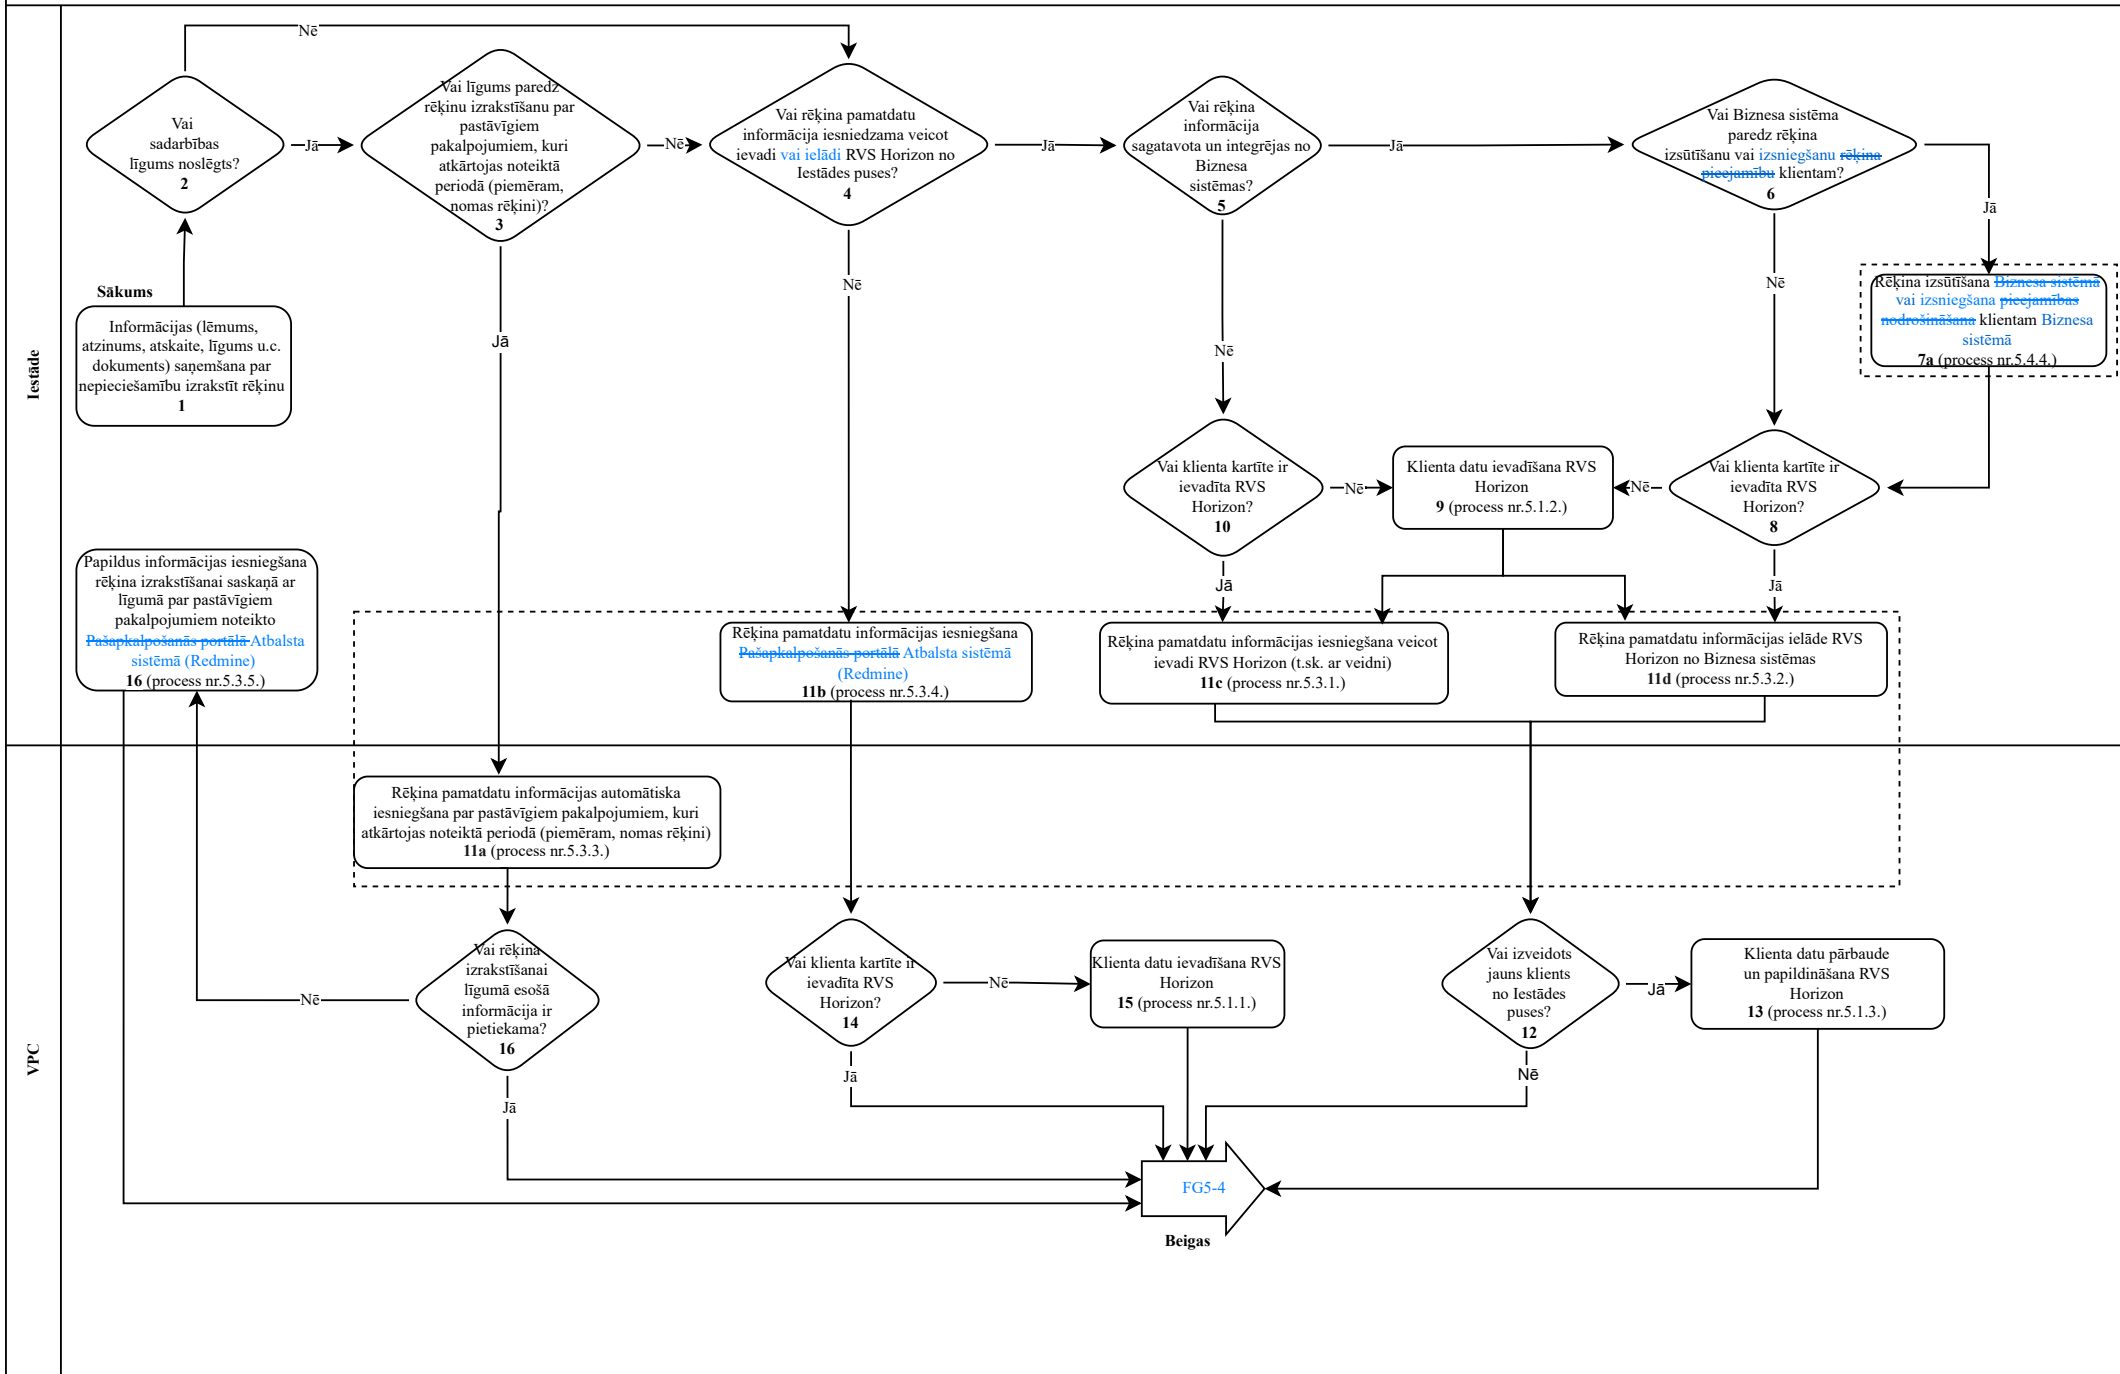 Iestāde
Sākums
Informācijas (lēmums,
atzinums, atskaite, līgums u.c.
dokuments) saņemšana par
nepieciešamību izrakstīt rēķinu
1
Vai
sadarbības
līgums noslēgts?
2
Nē
Jā
Vai līgums paredz
rēķinu izrakstīšanu par
pastāvīgiem
pakalpojumiem, kuri
atkārtojas noteiktā
periodā (piemēram,
nomas rēķini)?
3
Nē
Jā
Vai rēķina pamatdatu
informācija iesniedzama veicot
ievadi vai ielādi RVS Horizon no
Iestādes puses?
4
Jā
Nē
Vai rēķina
informācija
sagatavota un integrējas no
Biznesa
sistēmas?
5
Jā
Nē
Vai Biznesa sistēma
paredz rēķina
izsūtīšanu vai izsniegšanu rēķina
pieejamību klientam?
6
Jā
Nē
Rēķina izsūtīšana Biznesa sistēmā
vai izsniegšana pieejamības
nodrošināšana klientam Biznesa
sistēmā
7a (process nr.5.4.4.)
Vai klienta kartīte ir
ievadīta RVS
Horizon?
10
Nē
Jā
Klienta datu ievadīšana RVS
Horizon
9 (process nr.5.1.2.)
Nē
Vai klienta kartīte ir
ievadīta RVS
Horizon?
8
Jā
Papildus informācijas iesniegšana
rēķina izrakstīšanai saskaņā ar
līgumā par pastāvīgiem
pakalpojumiem noteikto
Pašapkalpošanās portālā Atbalsta
sistēmā (Redmine)
16 (process nr.5.3.5.)
Rēķina pamatdatu informācijas iesniegšana
Pašapkalpošanās portālā Atbalsta sistēmā
(Redmine)
11b (process nr.5.3.4.)
Rēķina pamatdatu informācijas iesniegšana veicot
ievadi RVS Horizon (t.sk. ar veidni)
11c (process nr.5.3.1.)
Rēķina pamatdatu informācijas ielāde RVS
Horizon no Biznesa sistēmas
11d (process nr.5.3.2.)
VPC
Rēķina pamatdatu informācijas automātiska
iesniegšana par pastāvīgiem pakalpojumiem, kuri
atkārtojas noteiktā periodā (piemēram, nomas rēķini)
11a (process nr.5.3.3.)
Vai rēķina
izrakstīšanai
līgumā esošā
informācija ir
pietiekama?
16
Nē
Jā
Vai klienta kartīte ir
ievadīta RVS
Horizon?
14
Nē
Jā
Klienta datu ievadīšana RVS
Horizon
15 (process nr.5.1.1.)
Vai izveidots
jauns klients
no Iestādes
puses?
12
Jā
Nē
Klienta datu pārbaude
un papildināšana RVS
Horizon
13 (process nr.5.1.3.)
FG5-4
Beigas